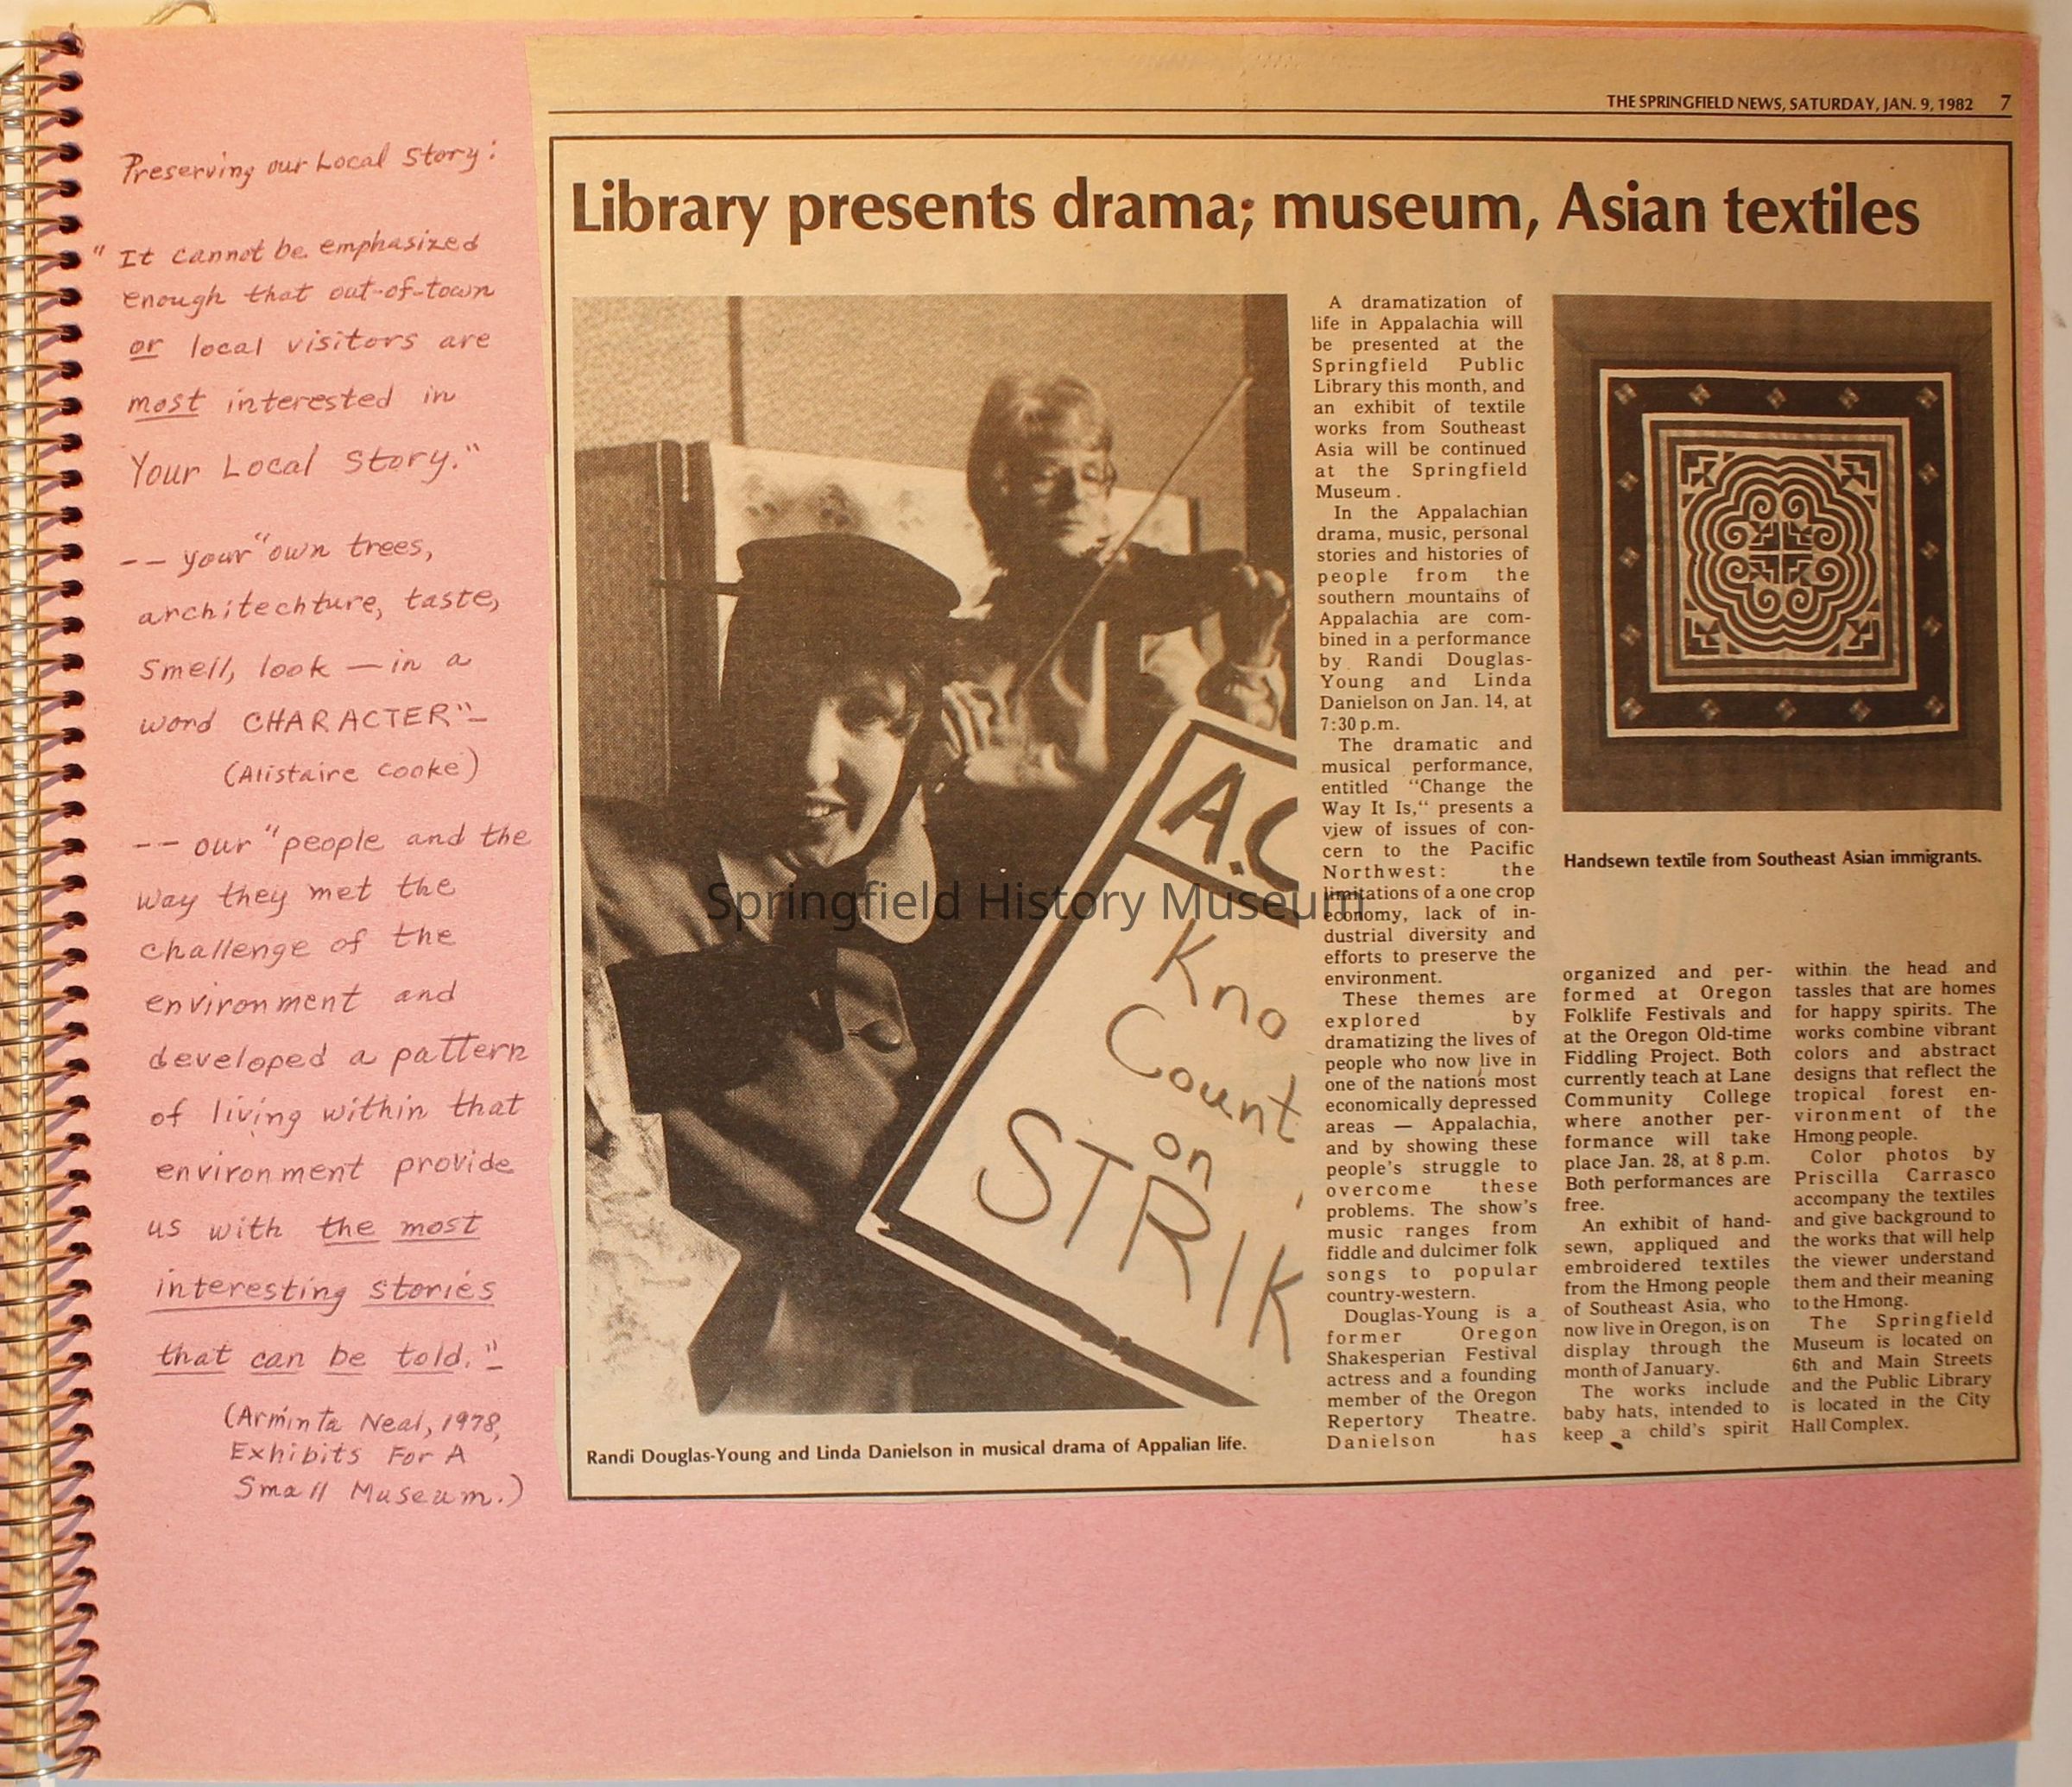 Preserving our Local Story:
" It cannot be emphasized
enough that out-of-town
or local visitors are
most interested in
Your Local Story."
-- your "own trees,
architechture, taste,
smell, look — in a
word CHARACTER"—
(Alistaire Cooke)
-- our "people and the
way they met the
challenge of the
environment and
developed a pattern
of living within that
environment provide
us with the most
interesting stories
that can be told."
(Arminta Neal, 1978,
Exhibits For A
Small Museum.)
THE SPRINGFIELD NEWS, SATURDAY, JAN. 9, 1982 7
Library presents drama; museum, Asian textiles
A.C
Kno
Count
on
STRIK
Randi Douglas-Young and Linda Danielson in musical drama of Appalian life.
A dramatization of
life in Appalachia will
be presented at the
Springfield Public
Library this month, and
an exhibit of textile
works from Southeast
Asia will be continued
at the Springfield
Museum.
In the Appalachian
drama, music, personal
stories and histories of
people from the
southern mountains of
Appalachia are com-
bined in a performance
by Randi Douglas-
Young and Linda
Danielson on Jan. 14, at
7:30 p.m.
The dramatic and
musical performance,
entitled "Change the
Way It Is," presents a
view of issues of con-
cern to the Pacific
Northwest: the
limitations of a one crop
economy, lack of in-
dustrial diversity and
efforts to preserve the
environment.
These themes are
explored by
dramatizing the lives of
people who now live in
one of the nations most
economically depressed
areas — Appalachia,
and by showing these
people's struggle to
overcome these
problems. The show's
music ranges from
fiddle and dulcimer folk
songs to popular
country-western.
Douglas-Young is a
former Oregon
Shakesperian Festival
actress and a founding
member of the Oregon
Repertory Theatre.
Danielson has
Handsewn textile from Southeast Asian immigrants.
organized and per-
formed at Oregon
Folklife Festivals and
at the Oregon Old-time
Fiddling Project. Both
currently teach at Lane
Community College
where another per-
formance will take
place Jan. 28, at 8 p.m.
Both performances are
free.
An exhibit of hand-
sewn, appliqued and
embroidered textiles
from the Hmong people
of Southeast Asia, who
now live in Oregon, is on
display through the
month of January.
The works include
baby hats, intended to
keep a child's spirit
within the head and
tassles that are homes
for happy spirits. The
works combine vibrant
colors and abstract
designs that reflect the
tropical forest en-
vironment of the
Hmong people.
Color photos by
Priscilla Carrasco
accompany the textiles
and give background to
the works that will help
the viewer understand
them and their meaning
to the Hmong.
The Springfield
Museum is located on
6th and Main Streets
and the Public Library
is located in the City
Hall Complex.
Springfield History Museum